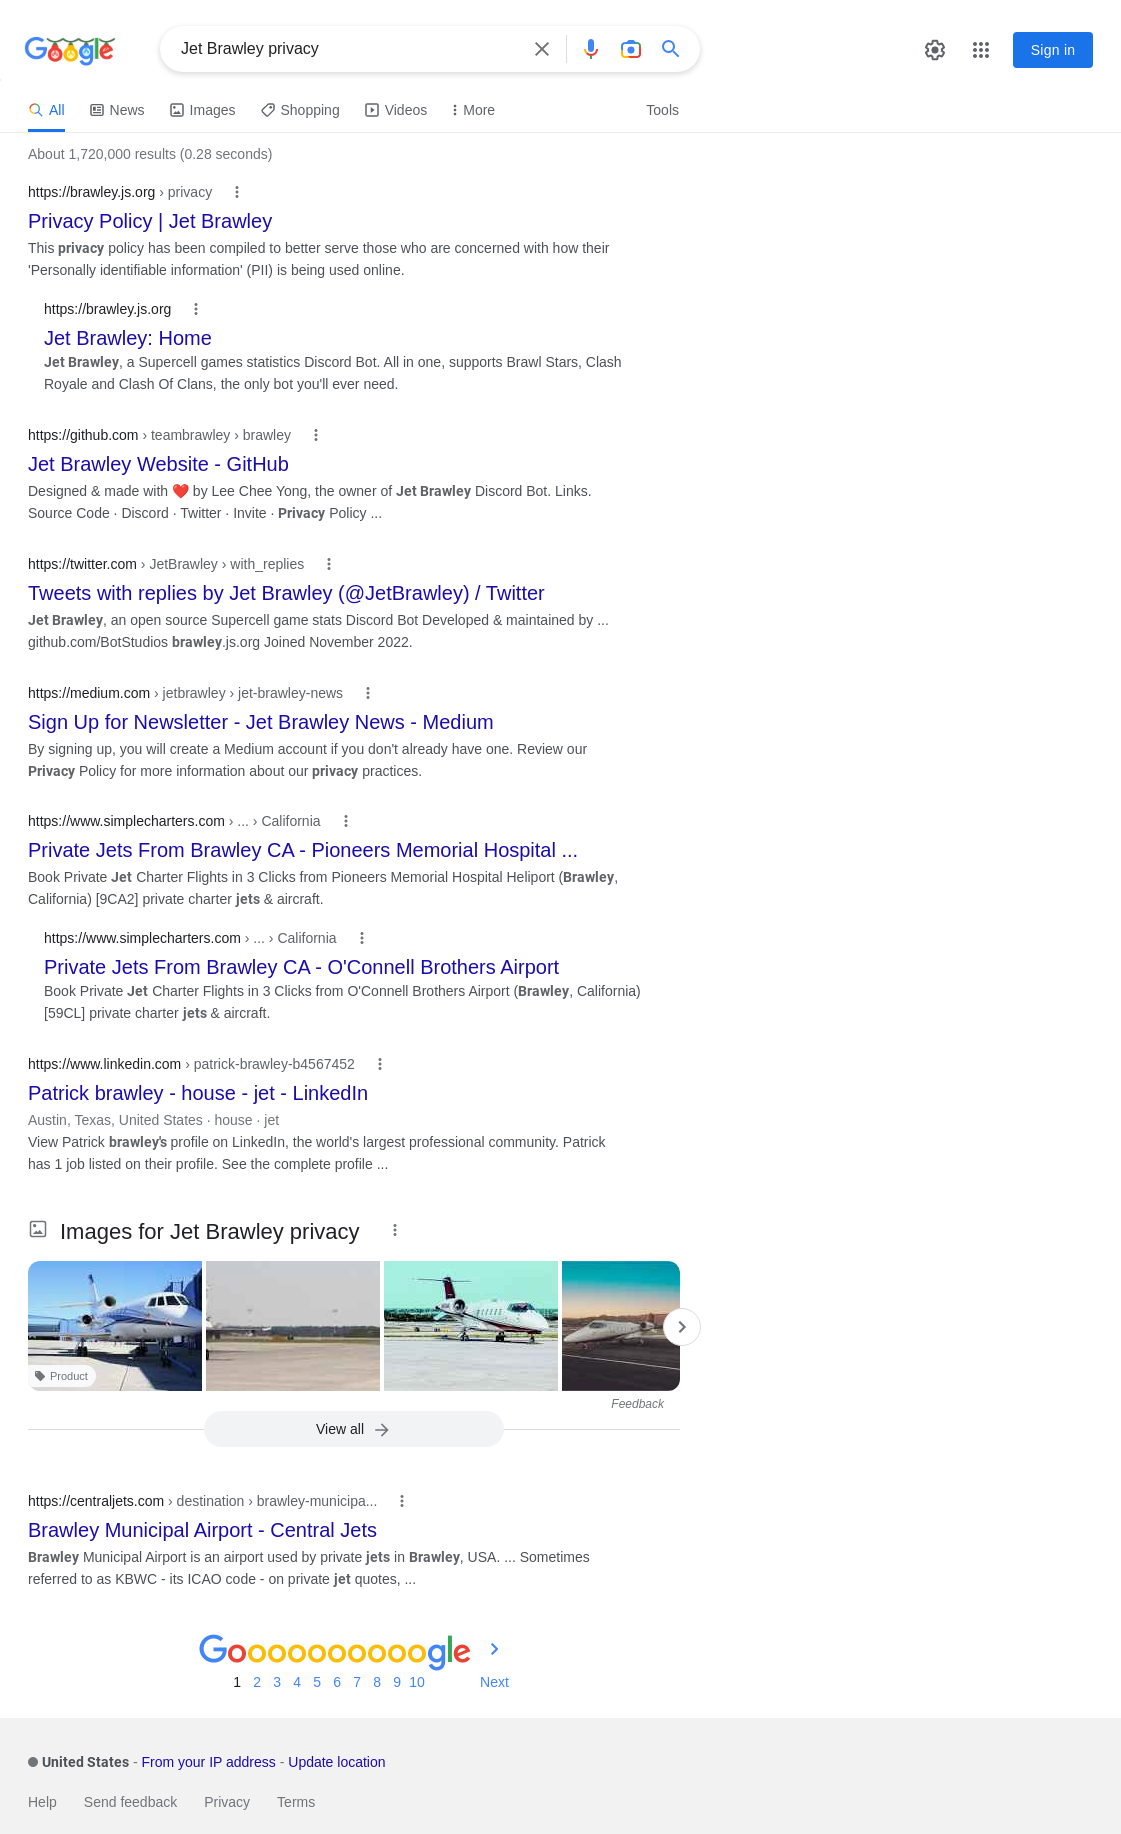 Google
Jet Brawley privacy
Sign in
All
News
Images
Shopping
Videos
More
Tools
About 1,720,000 results (0.28 seconds)
https://brawley.js.org › privacy
Privacy Policy | Jet Brawley
This privacy policy has been compiled to better serve those who are concerned with how their
'Personally identifiable information' (PII) is being used online.
https://brawley.js.org
Jet Brawley: Home
Jet Brawley, a Supercell games statistics Discord Bot. All in one, supports Brawl Stars, Clash
Royale and Clash Of Clans, the only bot you'll ever need.
https://github.com › teambrawley › brawley
Jet Brawley Website - GitHub
Designed & made with ❤️ by Lee Chee Yong, the owner of Jet Brawley Discord Bot. Links.
Source Code · Discord · Twitter · Invite · Privacy Policy ...
https://twitter.com › JetBrawley › with_replies
Tweets with replies by Jet Brawley (@JetBrawley) / Twitter
Jet Brawley, an open source Supercell game stats Discord Bot Developed & maintained by ...
github.com/BotStudios brawley.js.org Joined November 2022.
https://medium.com › jetbrawley › jet-brawley-news
Sign Up for Newsletter - Jet Brawley News - Medium
By signing up, you will create a Medium account if you don't already have one. Review our
Privacy Policy for more information about our privacy practices.
https://www.simplecharters.com › ... › California
Private Jets From Brawley CA - Pioneers Memorial Hospital ...
Book Private Jet Charter Flights in 3 Clicks from Pioneers Memorial Hospital Heliport (Brawley,
California) [9CA2] private charter jets & aircraft.
https://www.simplecharters.com › ... › California
Private Jets From Brawley CA - O'Connell Brothers Airport
Book Private Jet Charter Flights in 3 Clicks from O'Connell Brothers Airport (Brawley, California)
[59CL] private charter jets & aircraft.
https://www.linkedin.com › patrick-brawley-b4567452
Patrick brawley - house - jet - LinkedIn
Austin, Texas, United States · house · jet
View Patrick brawley's profile on LinkedIn, the world's largest professional community. Patrick
has 1 job listed on their profile. See the complete profile ...
Images for Jet Brawley privacy
Product
Feedback
View all
https://centraljets.com › destination › brawley-municipa...
Brawley Municipal Airport - Central Jets
Brawley Municipal Airport is an airport used by private jets in Brawley, USA. ... Sometimes
referred to as KBWC - its ICAO code - on private jet quotes, ...
Goooooooooogle
1 2 3 4 5 6 7 8 9 10 Next
United States - From your IP address - Update location
Help Send feedback Privacy Terms